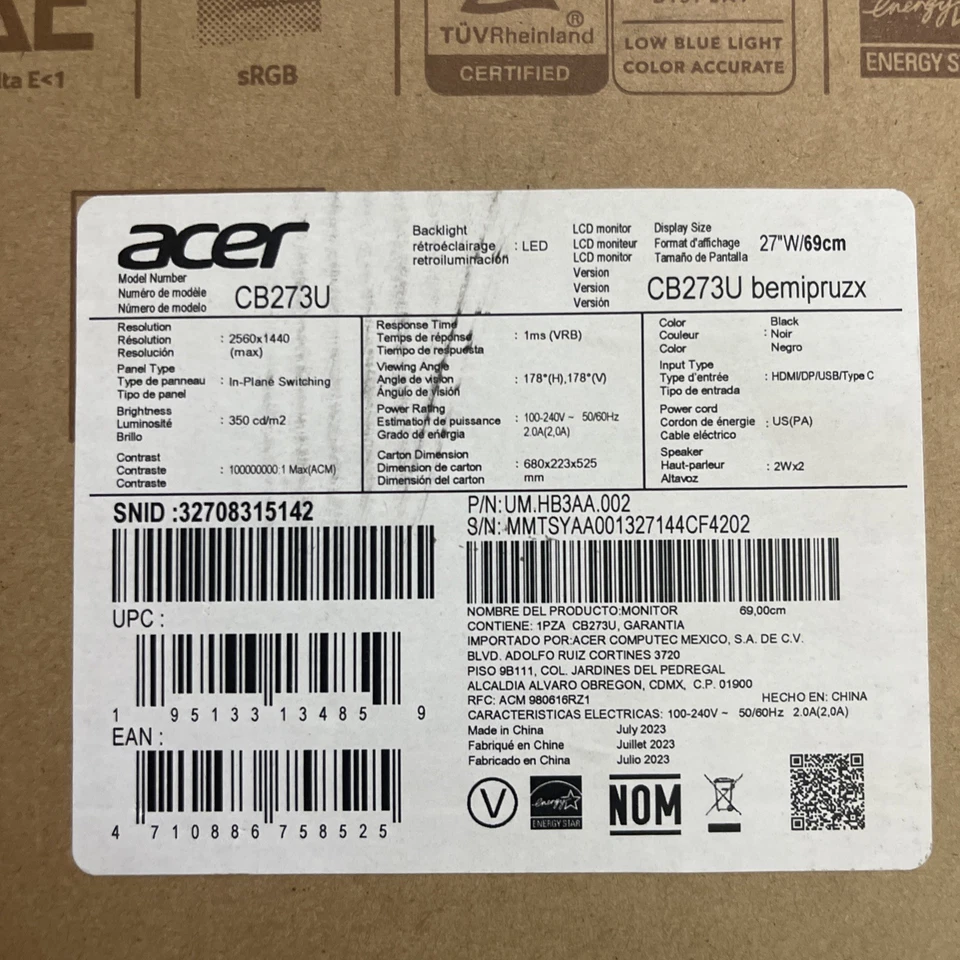 ΔE
lta E<1
sRGB
TÜVRheinland®
CERTIFIED
LOW BLUE LIGHT
COLOR ACCURATE
energy
ENERGY S
acer
Model Number
Numéro de modèle
Número de modelo
CB273U
Backlight
rétroéclairage : LED
retroiluminación
LCD monitor
LCD moniteur
LCD monitor
Display Size
Format d'affichage
Tamaño de Pantalla
27"W/69cm
Version
Version
Versión
CB273U bemipruzx
Resolution
Résolution : 2560x1440
Resolución (max)
Panel Type
Type de panneau : In-Plane Switching
Tipo de panel
Brightness
Luminosité : 350 cd/m2
Brillo
Contrast
Contraste : 100000000:1 Max(ACM)
Contraste
Response Time
Temps de réponse : 1ms (VRB)
Tiempo de respuesta
Viewing Angle
Angle de vision : 178°(H),178°(V)
Ángulo de visión
Power Rating
Estimation de puissance : 100-240V ~ 50/60Hz
Grado de energia 2.0A(2,0A)
Carton Dimension
Dimension de carton : 680x223x525
Dimensión del carton mm
Color Black
Couleur : Noir
Color Negro
Input Type
Type d'entrée : HDMI/DP/USB/Type C
Tipo de entrada
Power cord
Cordon de énergie : US(PA)
Cable eléctrico
Speaker
Haut-parleur : 2Wx2
Altavoz
SNID :32708315142
UPC :
1 95133 13485 9
EAN :
4 710886 758525
P/N:UM.HB3AA.002
S/N:MMTSYAA001327144CF4202
NOMBRE DEL PRODUCTO:MONITOR 69,00cm
CONTIENE: 1PZA CB273U, GARANTIA
IMPORTADO POR:ACER COMPUTEC MEXICO, S.A. DE C.V.
BLVD. ADOLFO RUIZ CORTINES 3720
PISO 9B111, COL. JARDINES DEL PEDREGAL
ALCALDIA ALVARO OBREGON, CDMX, C.P. 01900
RFC: ACM 980616RZ1 HECHO EN: CHINA
CARACTERISTICAS ELECTRICAS: 100-240V ~ 50/60Hz 2.0A(2,0A)
Made in China July 2023
Fabriqué en Chine Juillet 2023
Fabricado en China Julio 2023
V
energy
ENERGY STAR
NOM